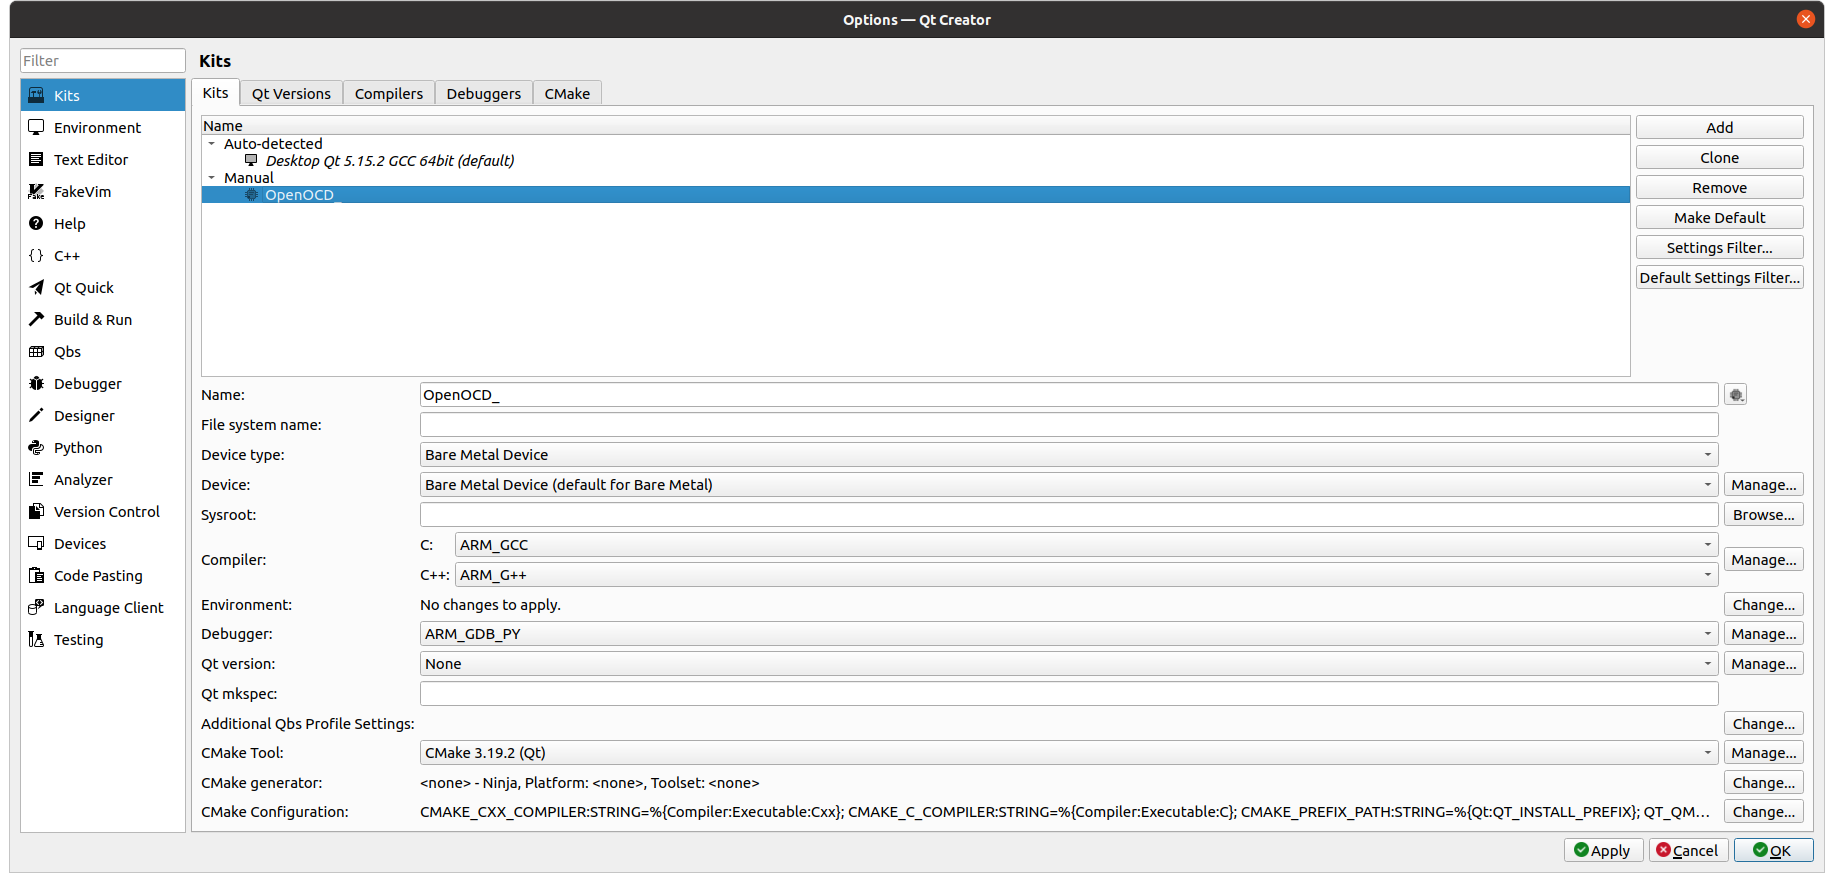 Options — Qt Creator
Filter
Kits
Environment
Text Editor
FakeVim
Help
C++
Qt Quick
Build & Run
Qbs
Debugger
Designer
Python
Analyzer
Version Control
Devices
Code Pasting
Language Client
Testing
Kits
Kits Qt Versions Compilers Debuggers CMake
Name
Auto-detected
Desktop Qt 5.15.2 GCC 64bit (default)
Manual
OpenOCD_
Add
Clone
Remove
Make Default
Settings Filter...
Default Settings Filter...
Name: OpenOCD_
File system name:
Device type: Bare Metal Device
Device: Bare Metal Device (default for Bare Metal) Manage...
Sysroot: Browse...
Compiler: C: ARM_GCC
C++: ARM_G++ Manage...
Environment: No changes to apply. Change...
Debugger: ARM_GDB_PY Manage...
Qt version: None Manage...
Qt mkspec:
Additional Qbs Profile Settings: Change...
CMake Tool: CMake 3.19.2 (Qt) Manage...
CMake generator: <none> - Ninja, Platform: <none>, Toolset: <none> Change...
CMake Configuration: CMAKE_CXX_COMPILER:STRING=%{Compiler:Executable:Cxx}; CMAKE_C_COMPILER:STRING=%{Compiler:Executable:C}; CMAKE_PREFIX_PATH:STRING=%{Qt:QT_INSTALL_PREFIX}; QT_QM... Change...
Apply Cancel OK